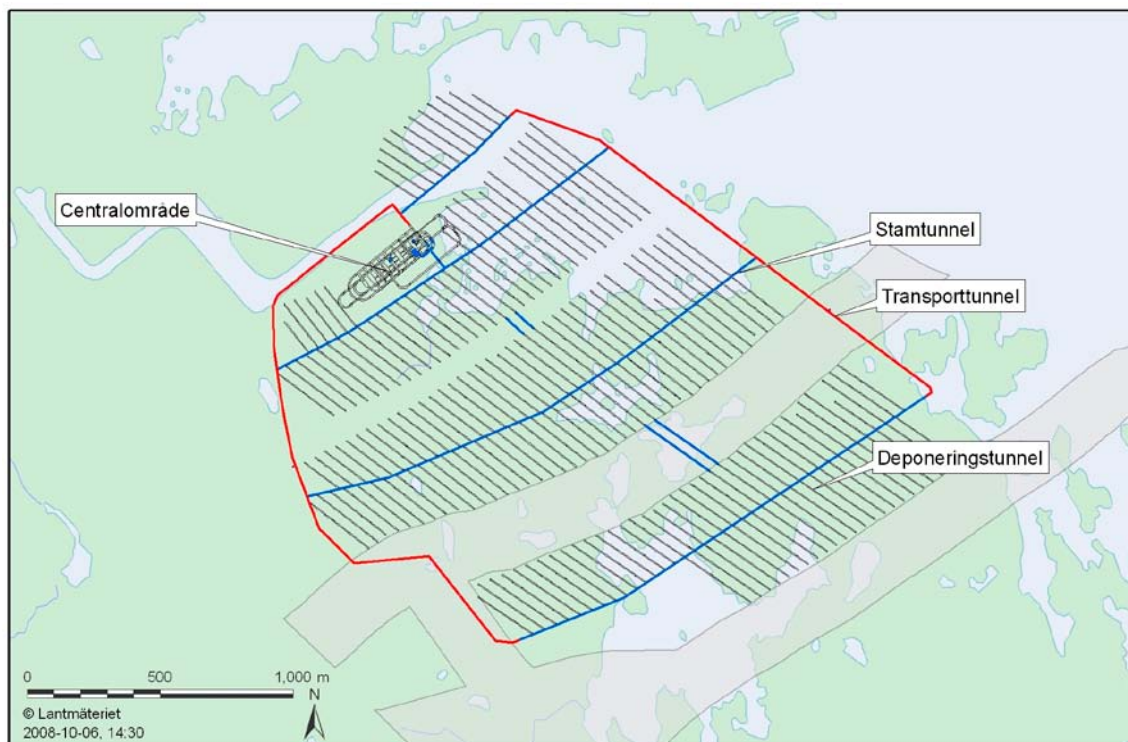 Centralområde
Stamtunnel
Transporttunnel
Deponeringstunnel
0 500 1,000 m
N
© Lantmäteriet
2008-10-06, 14:30